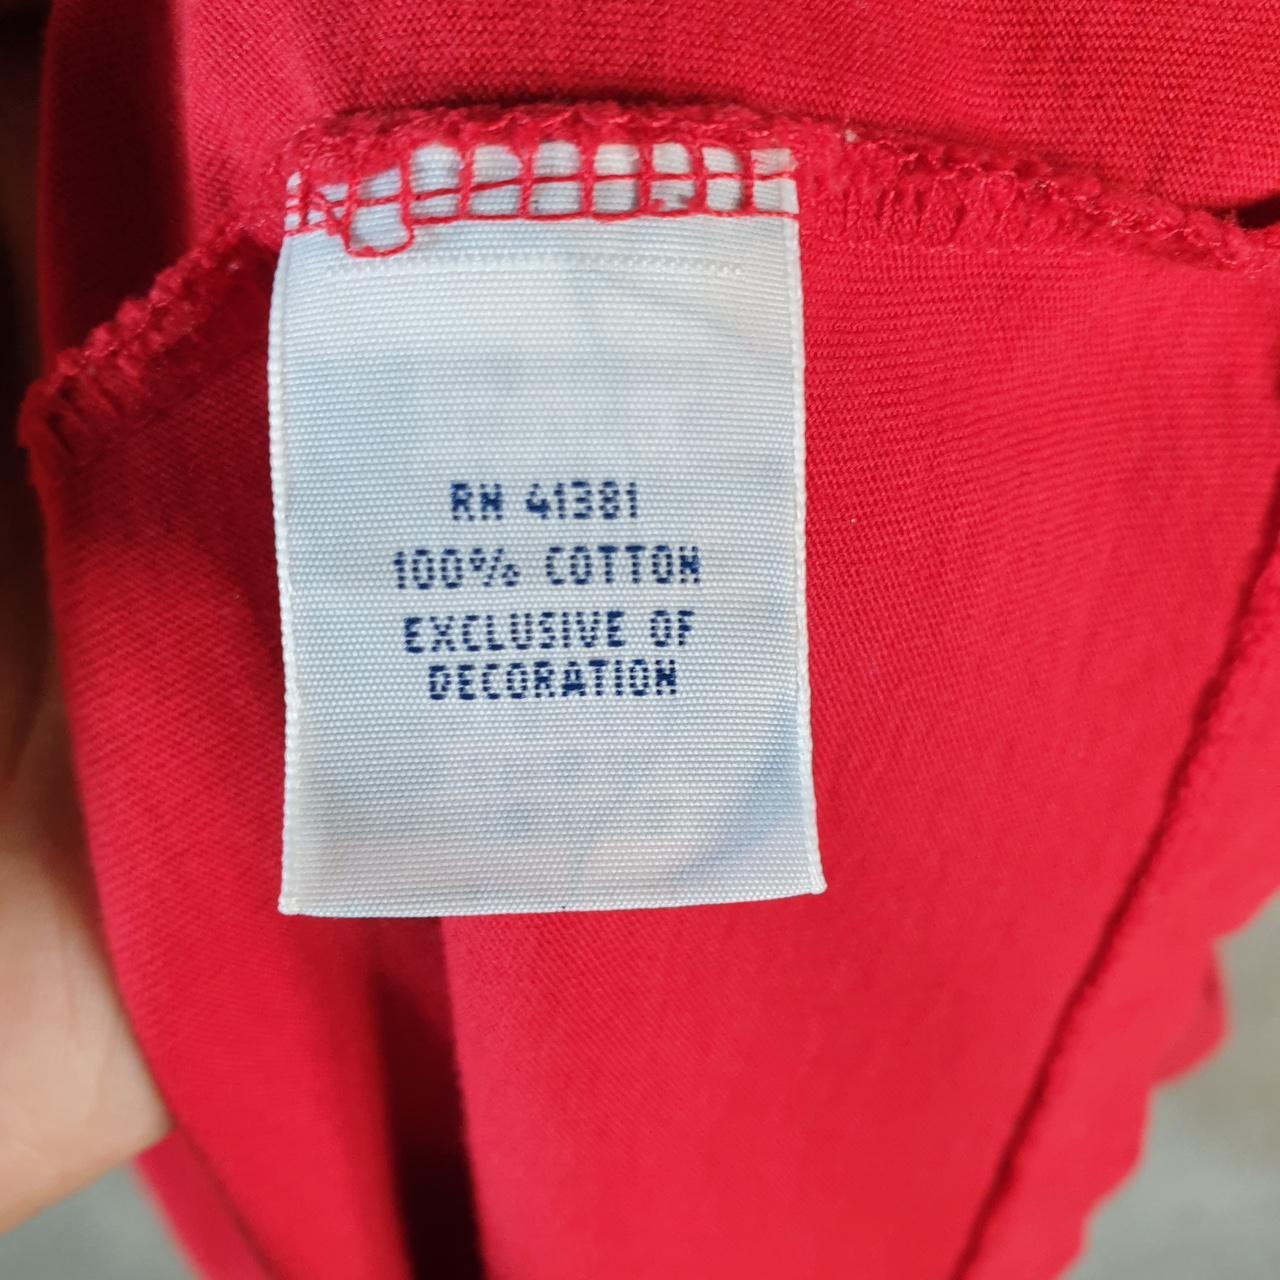 RN 41381
100% COTTON
EXCLUSIVE OF
DECORATION